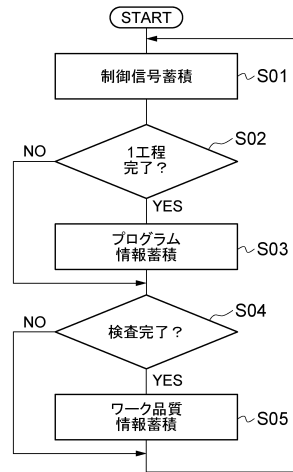 START
制御信号蓄積
S01
1工程
完了？
S02
NO
YES
プログラム
情報蓄積
S03
検査完了？
S04
NO
YES
ワーク品質
情報蓄積
S05